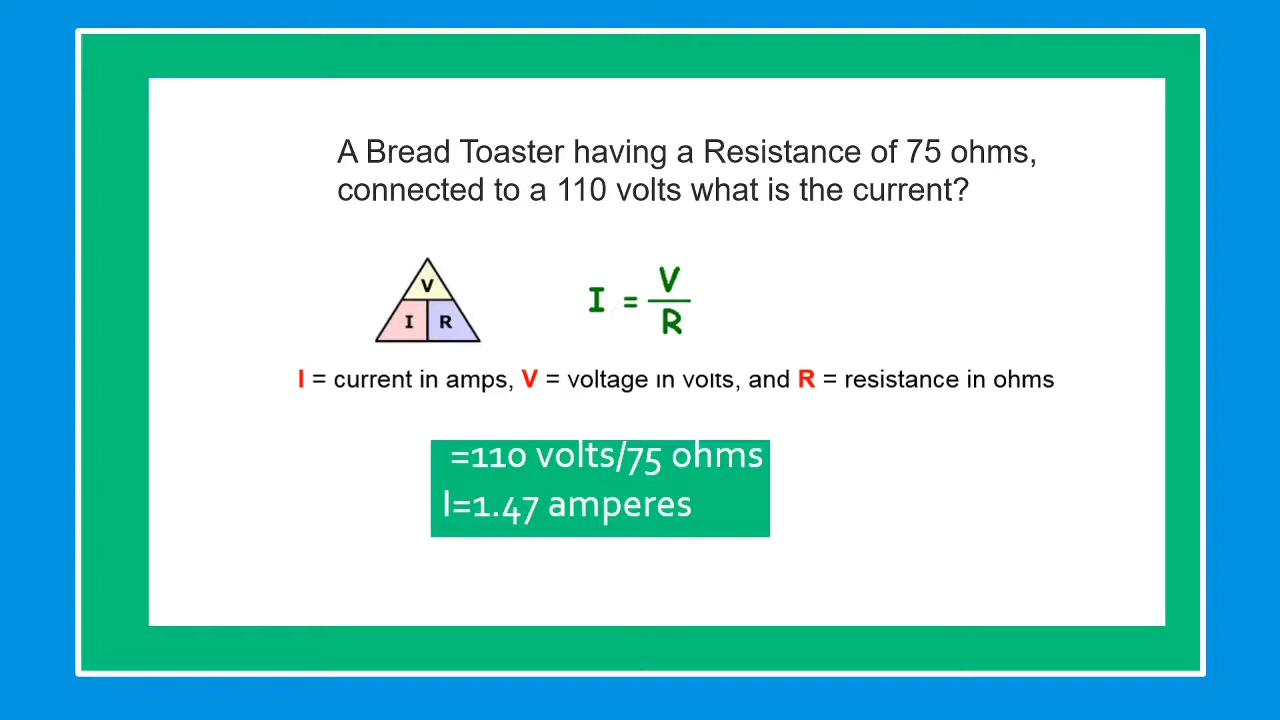 A Bread Toaster having a Resistance of 75 ohms,
connected to a 110 volts what is the current?
V
I R
I = V
R
I = current in amps, V = voltage in volts, and R = resistance in ohms
=110 volts/75 ohms
I=1.47 amperes